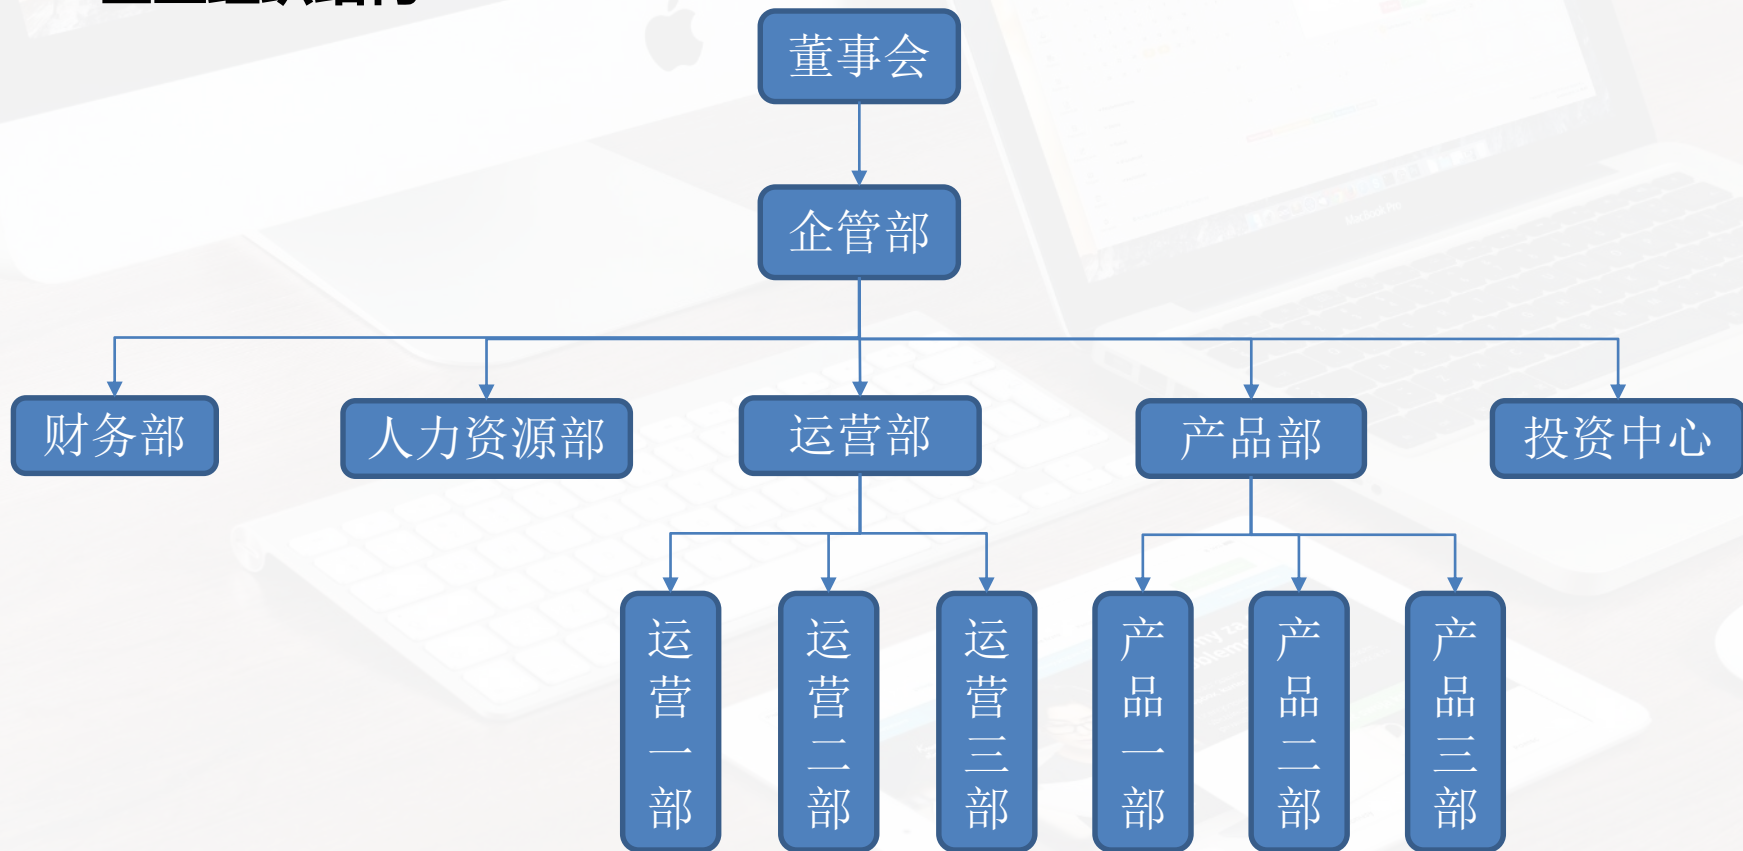 董事会
企管部
财务部
人力资源部
运营部
产品部
投资中心
运营一部
运营二部
运营三部
产品一部
产品二部
产品三部